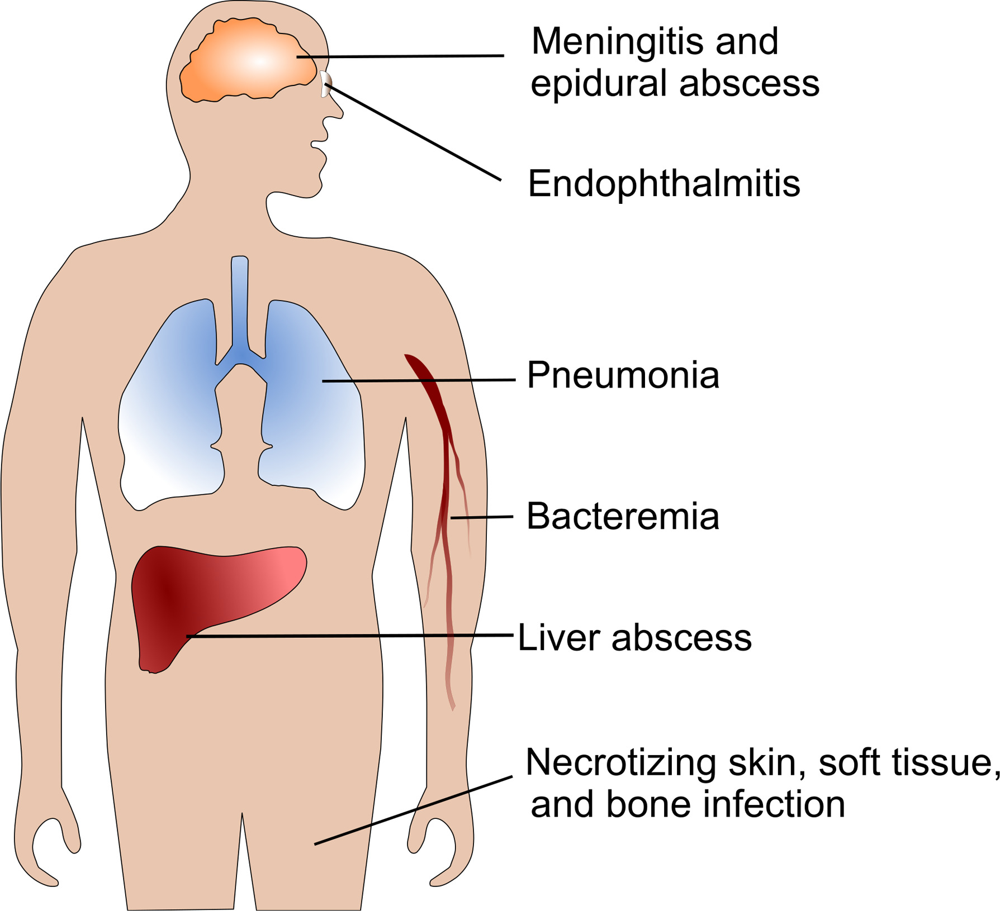 Meningitis and
epidural abscess
Endophthalmitis
Pneumonia
Bacteremia
Liver abscess
Necrotizing skin, soft tissue,
and bone infection